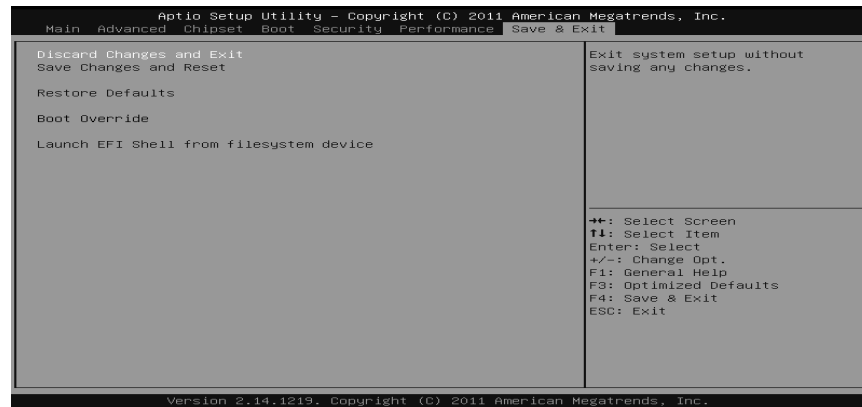 Aptio Setup Utility – Copyright (C) 2011 American Megatrends, Inc.
Main Advanced Chipset Boot Security Performance Save & Exit
Discard Changes and Exit
Save Changes and Reset
Restore Defaults
Boot Override
Launch EFI Shell from filesystem device
Exit system setup without
saving any changes.
→←: Select Screen
↑↓: Select Item
Enter: Select
+/-: Change Opt.
F1: General Help
F3: Optimized Defaults
F4: Save & Exit
ESC: Exit
Version 2.14.1219. Copyright (C) 2011 American Megatrends, Inc.